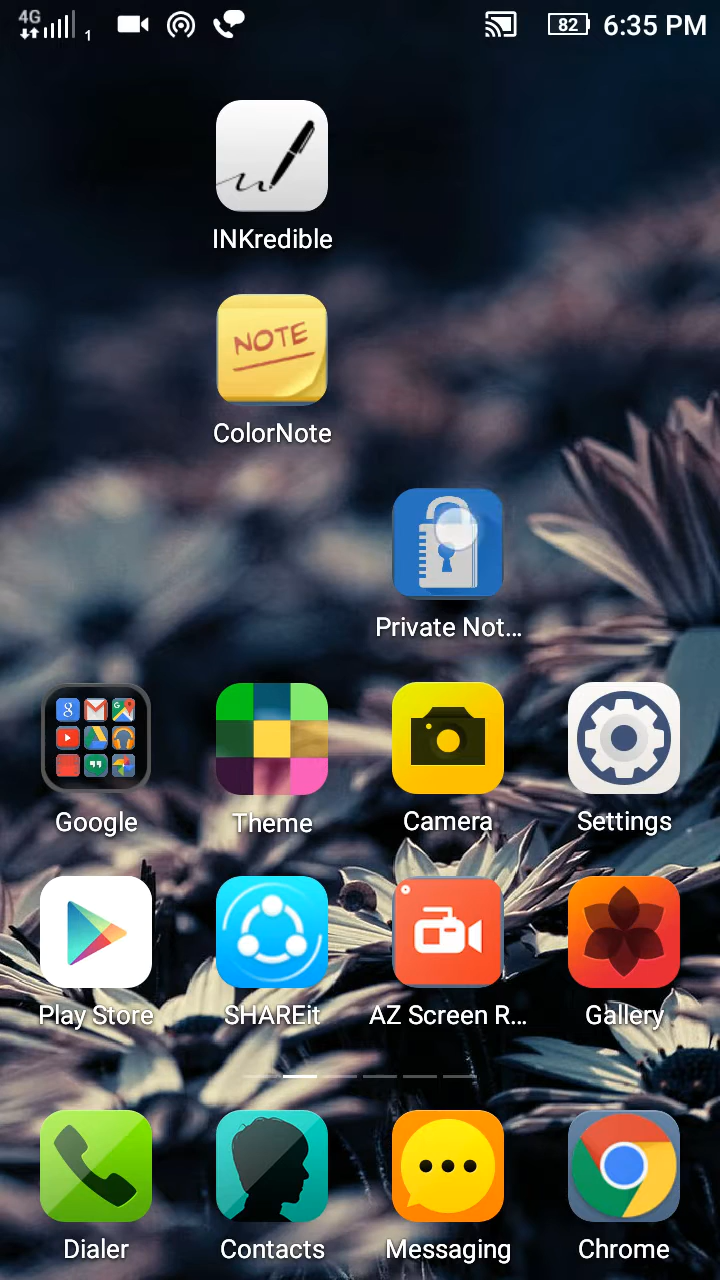 4G 1 82 6:35 PM
INKredible
NOTE
ColorNote
Private Not...
Google Theme Camera Settings
Play Store SHAREit AZ Screen R... Gallery
Dialer Contacts Messaging Chrome